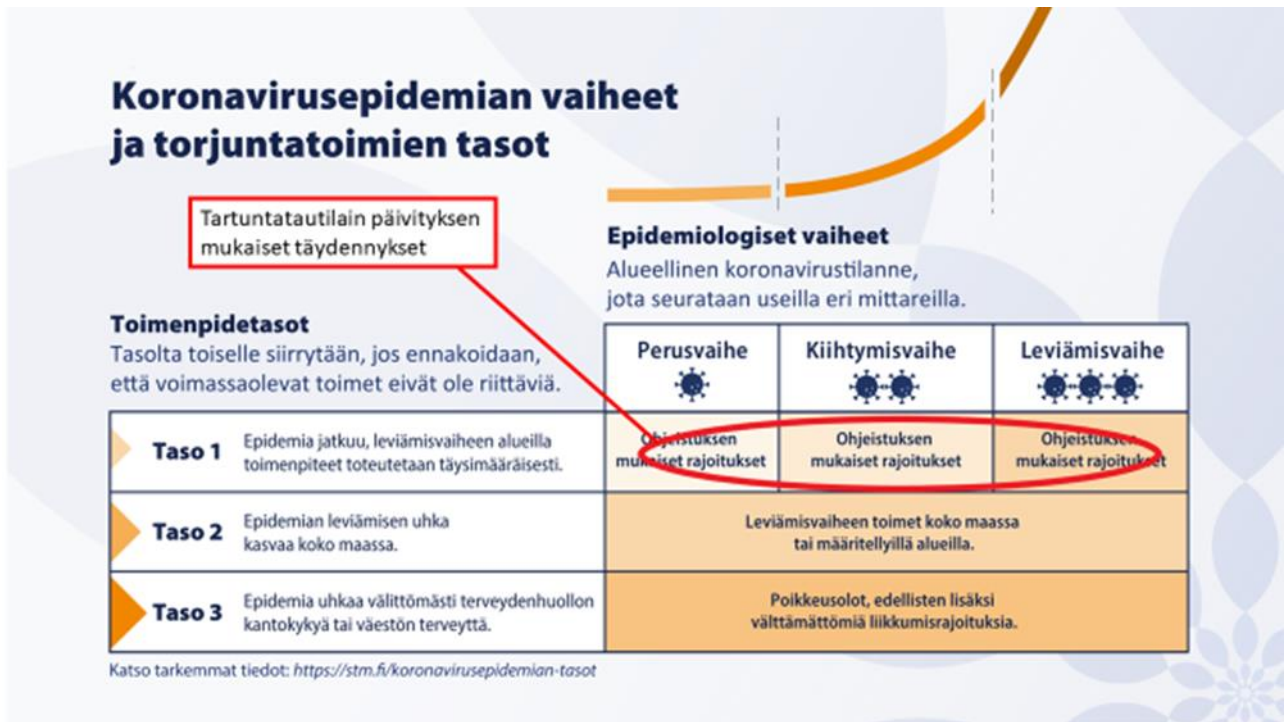 Koronavirusepidemian vaiheet
ja torjuntatoimien tasot
Tartuntatautilain päivityksen
mukaiset täydennykset
Epidemiologiset vaiheet
Alueellinen koronavirustilanne,
jota seurataan useilla eri mittareilla.
Toimenpidetasot
Tasolta toiselle siirrytään, jos ennakoidaan,
että voimassaolevat toimet eivät ole riittäviä.
Perusvaihe
Kiihtymisvaihe
Leviämisvaihe
Taso 1
Epidemia jatkuu, leviämisvaiheen alueilla
toimenpiteet toteutetaan täysimääräisesti.
Ohjeistuksen
mukaiset rajoitukset
Ohjeistuksen
mukaiset rajoitukset
Ohjeistuksen
mukaiset rajoitukset
Taso 2
Epidemian leviämisen uhka
kasvaa koko maassa.
Leviämisvaiheen toimet koko maassa
tai määritellyillä alueilla.
Taso 3
Epidemia uhkaa välittömästi terveydenhuollon
kantokykyä tai väestön terveyttä.
Poikkeusolot, edellisten lisäksi
välttämättömiä liikkumisrajoituksia.
Katso tarkemmat tiedot: https://stm.fi/koronavirusepidemian-tasot